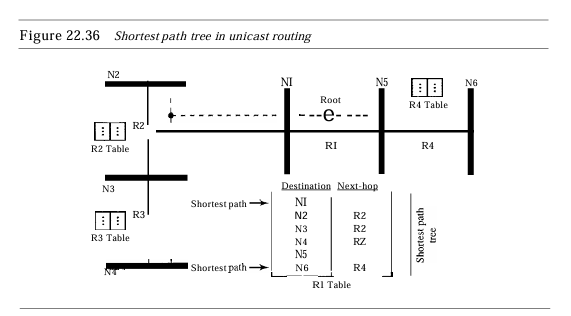 Figure 22.36 Shortest path tree in unicast routing
N2
NI
N5
N6
Root
e
R4 Table
R2
R2 Table
RI
R4
N3
R3
R3 Table
N4
Destination Next-hop
Shortest path
NI
N2 R2
N3 R2
N4 RZ
N5
Shortest path
N6 R4
RI Table
Shortest path
tree